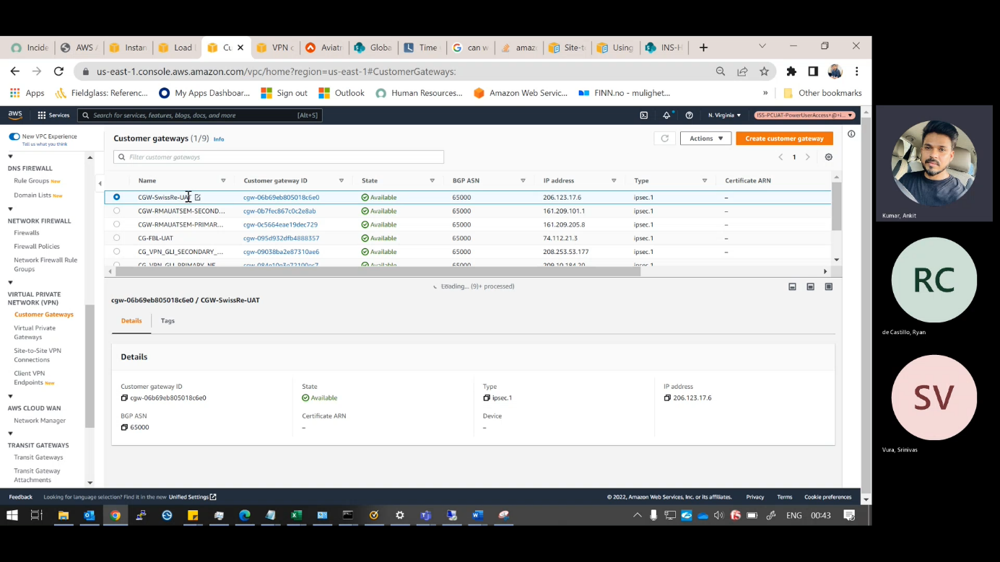 Incide
AWS A
Instan
Load
Cu
VPN c
Aviatr
Globa
Time
can w
amaz
Site-to
Using
INS-H
us-east-1.console.aws.amazon.com/vpc/home?region=us-east-1#CustomerGateways:
Apps
Fieldglass: Referenc...
My Apps Dashboar...
Sign out
Outlook
Human Resources...
Amazon Web Servic...
FINN.no - mulighet...
»
Other bookmarks
aws
Services
Search for services, features, blogs, docs, and more
[Alt+S]
N. Virginia
ISS-PCUAT-PowerUserAccess+@+i...
New VPC Experience
Tell us what you think
DNS FIREWALL
Rule Groups New
Domain Lists New
NETWORK FIREWALL
Firewalls
Firewall Policies
Network Firewall Rule
Groups
VIRTUAL PRIVATE
NETWORK (VPN)
Customer Gateways
Virtual Private
Gateways
Site-to-Site VPN
Connections
Client VPN
Endpoints New
AWS CLOUD WAN
Network Manager
TRANSIT GATEWAYS
Transit Gateways
Transit Gateway
Attachments
Customer gateways (1/9) Info
Actions
Create customer gateway
Filter customer gateways
1
Name Customer gateway ID State BGP ASN IP address Type Certificate ARN
CGW-SwissRe-UAT cgw-06b69eb805018c6e0 Available 65000 206.123.17.6 ipsec.1 –
CGW-RMAUATSEM-SECOND... cgw-0b7fec867c0c2e8ab Available 65000 161.209.101.1 ipsec.1 –
CGW-RMAUATSEM-PRIMAR... cgw-0c5664eae19dec729 Available 65000 161.209.205.8 ipsec.1 –
CG-FBL-UAT cgw-095d932dfb4888357 Available 65000 74.112.21.3 ipsec.1 –
CG_VPN_GLI_SECONDARY_... cgw-09038ba2e87310ae6 Available 65000 208.253.53.177 ipsec.1 –
CG_VPN_GLI_PRIMARY_NE... cgw-084e10e3e72100ec7 Available 65000 209.10.184.20 ipsec.1 –
Loading... (9)+ processed)
cgw-06b69eb805018c6e0 / CGW-SwissRe-UAT
Details
Tags
Details
Customer gateway ID
cgw-06b69eb805018c6e0
State
Available
Type
ipsec.1
IP address
206.123.17.6
BGP ASN
65000
Certificate ARN
–
Device
–
Feedback
Looking for language selection? Find it in the new Unified Settings
© 2022, Amazon Web Services, Inc. or its affiliates.
Privacy
Terms
Cookie preferences
ENG
00:43
Kumar, Ankit
RC
de Castillo, Ryan
SV
Vura, Srinivas